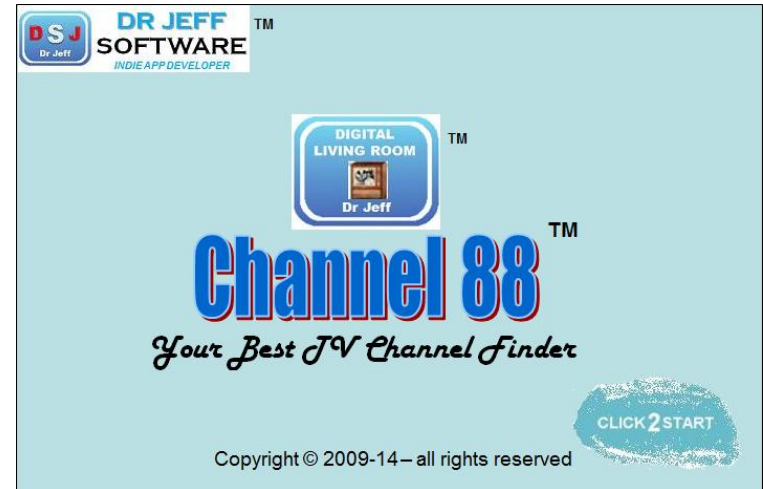 DSJ
Dr Jeff
DR JEFF
SOFTWARE
INDIE APP DEVELOPER
TM
DIGITAL
LIVING ROOM
Dr Jeff
TM
Channel 88
TM
Your Best TV Channel Finder
CLICK2START
Copyright © 2009-14 – all rights reserved